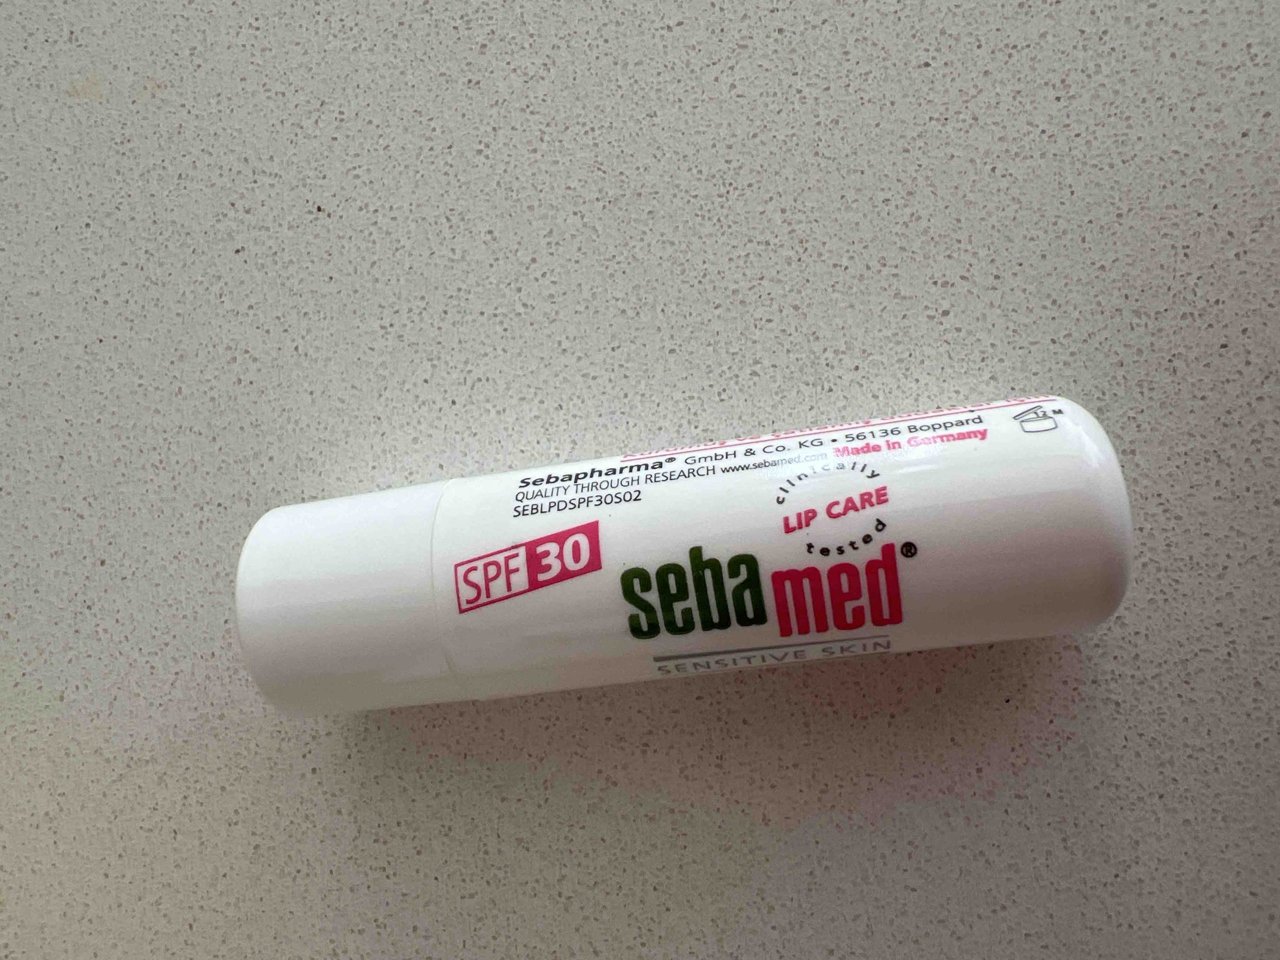 Sebapharma® GmbH & Co. KG • 56136 Boppard
QUALITY THROUGH RESEARCH www.sebamed.com Made in Germany
SEBLPDSPF30S02
12 M
clinically
LIP CARE
tested
SPF 30
sebamed®
SENSITIVE SKIN